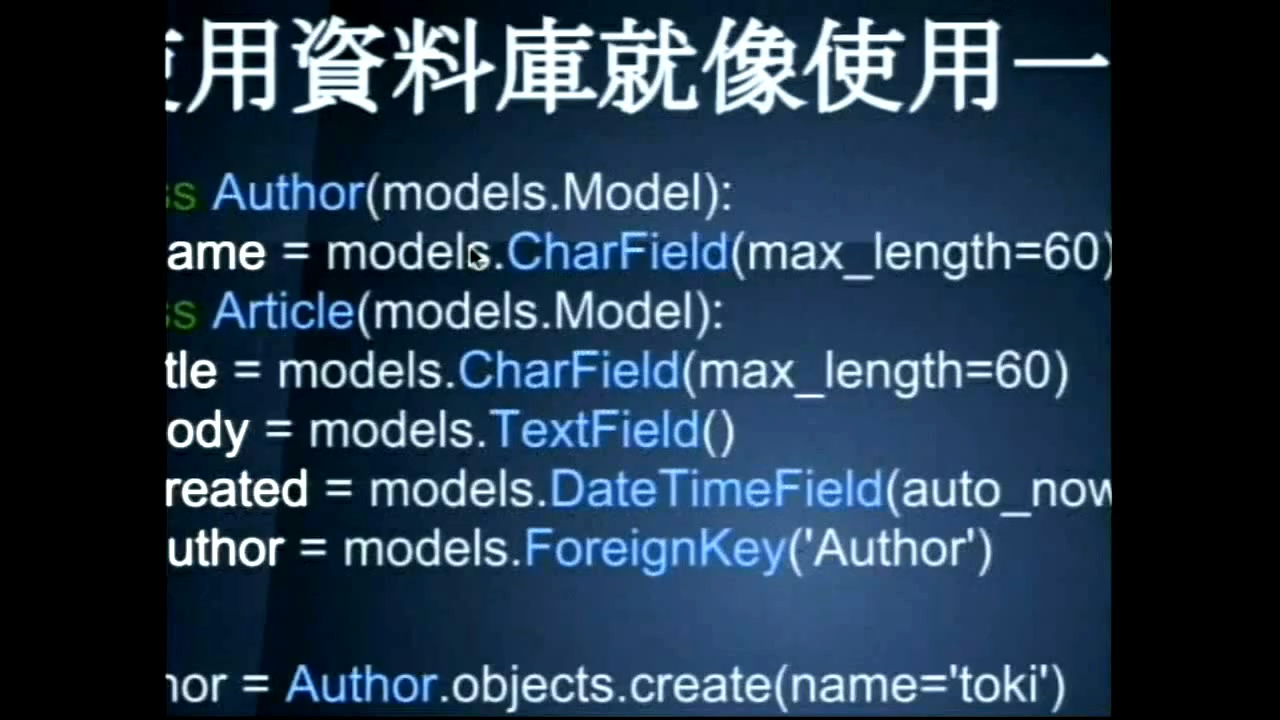 使用資料庫就像使用一
ss Author(models.Model):
ame = models.CharField(max_length=60)
ss Article(models.Model):
tle = models.CharField(max_length=60)
ody = models.TextField()
reated = models.DateTimeField(auto_now
uthor = models.ForeignKey('Author')
hor = Author.objects.create(name='toki')